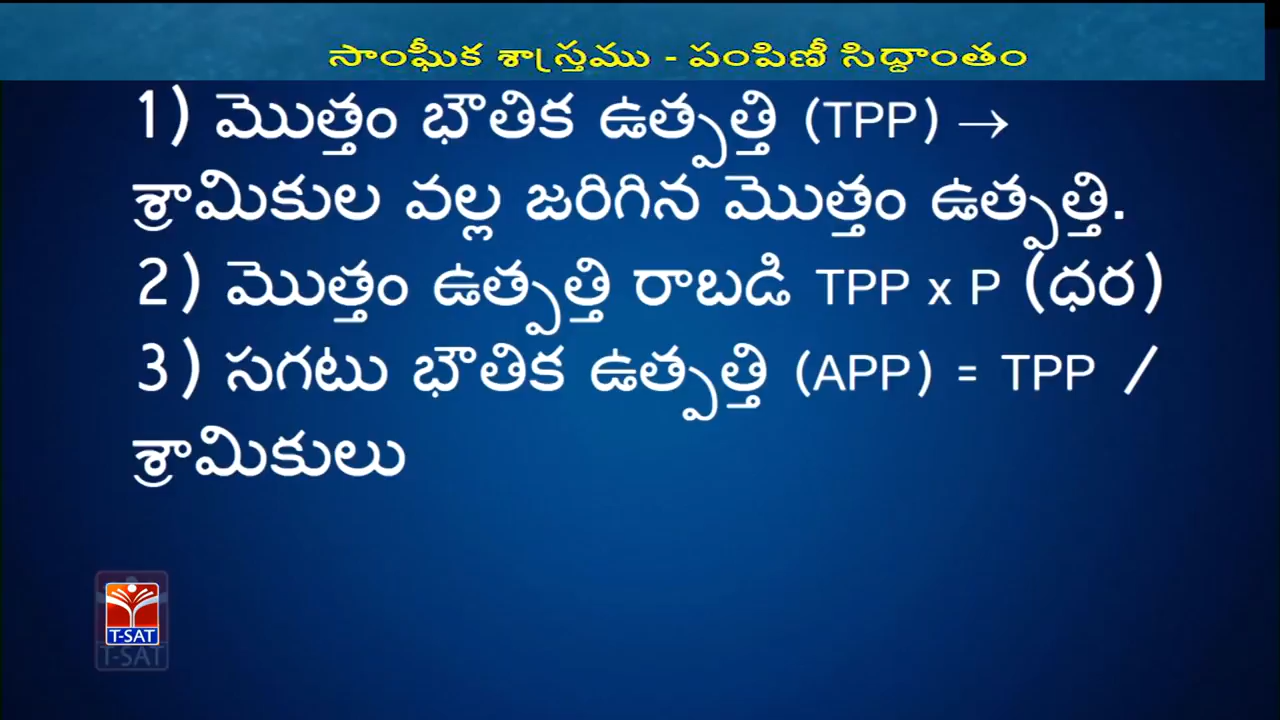 సాంఘీక శాస్త్రము - పంపిణీ సిద్ధాంతం
1) మొత్తం భౌతిక ఉత్పత్తి (TPP) →
శ్రామికుల వల్ల జరిగిన మొత్తం ఉత్పత్తి.
2) మొత్తం ఉత్పత్తి రాబడి TPP x P (ధర)
3) సగటు భౌతిక ఉత్పత్తి (APP) = TPP /
శ్రామికులు
T-SAT